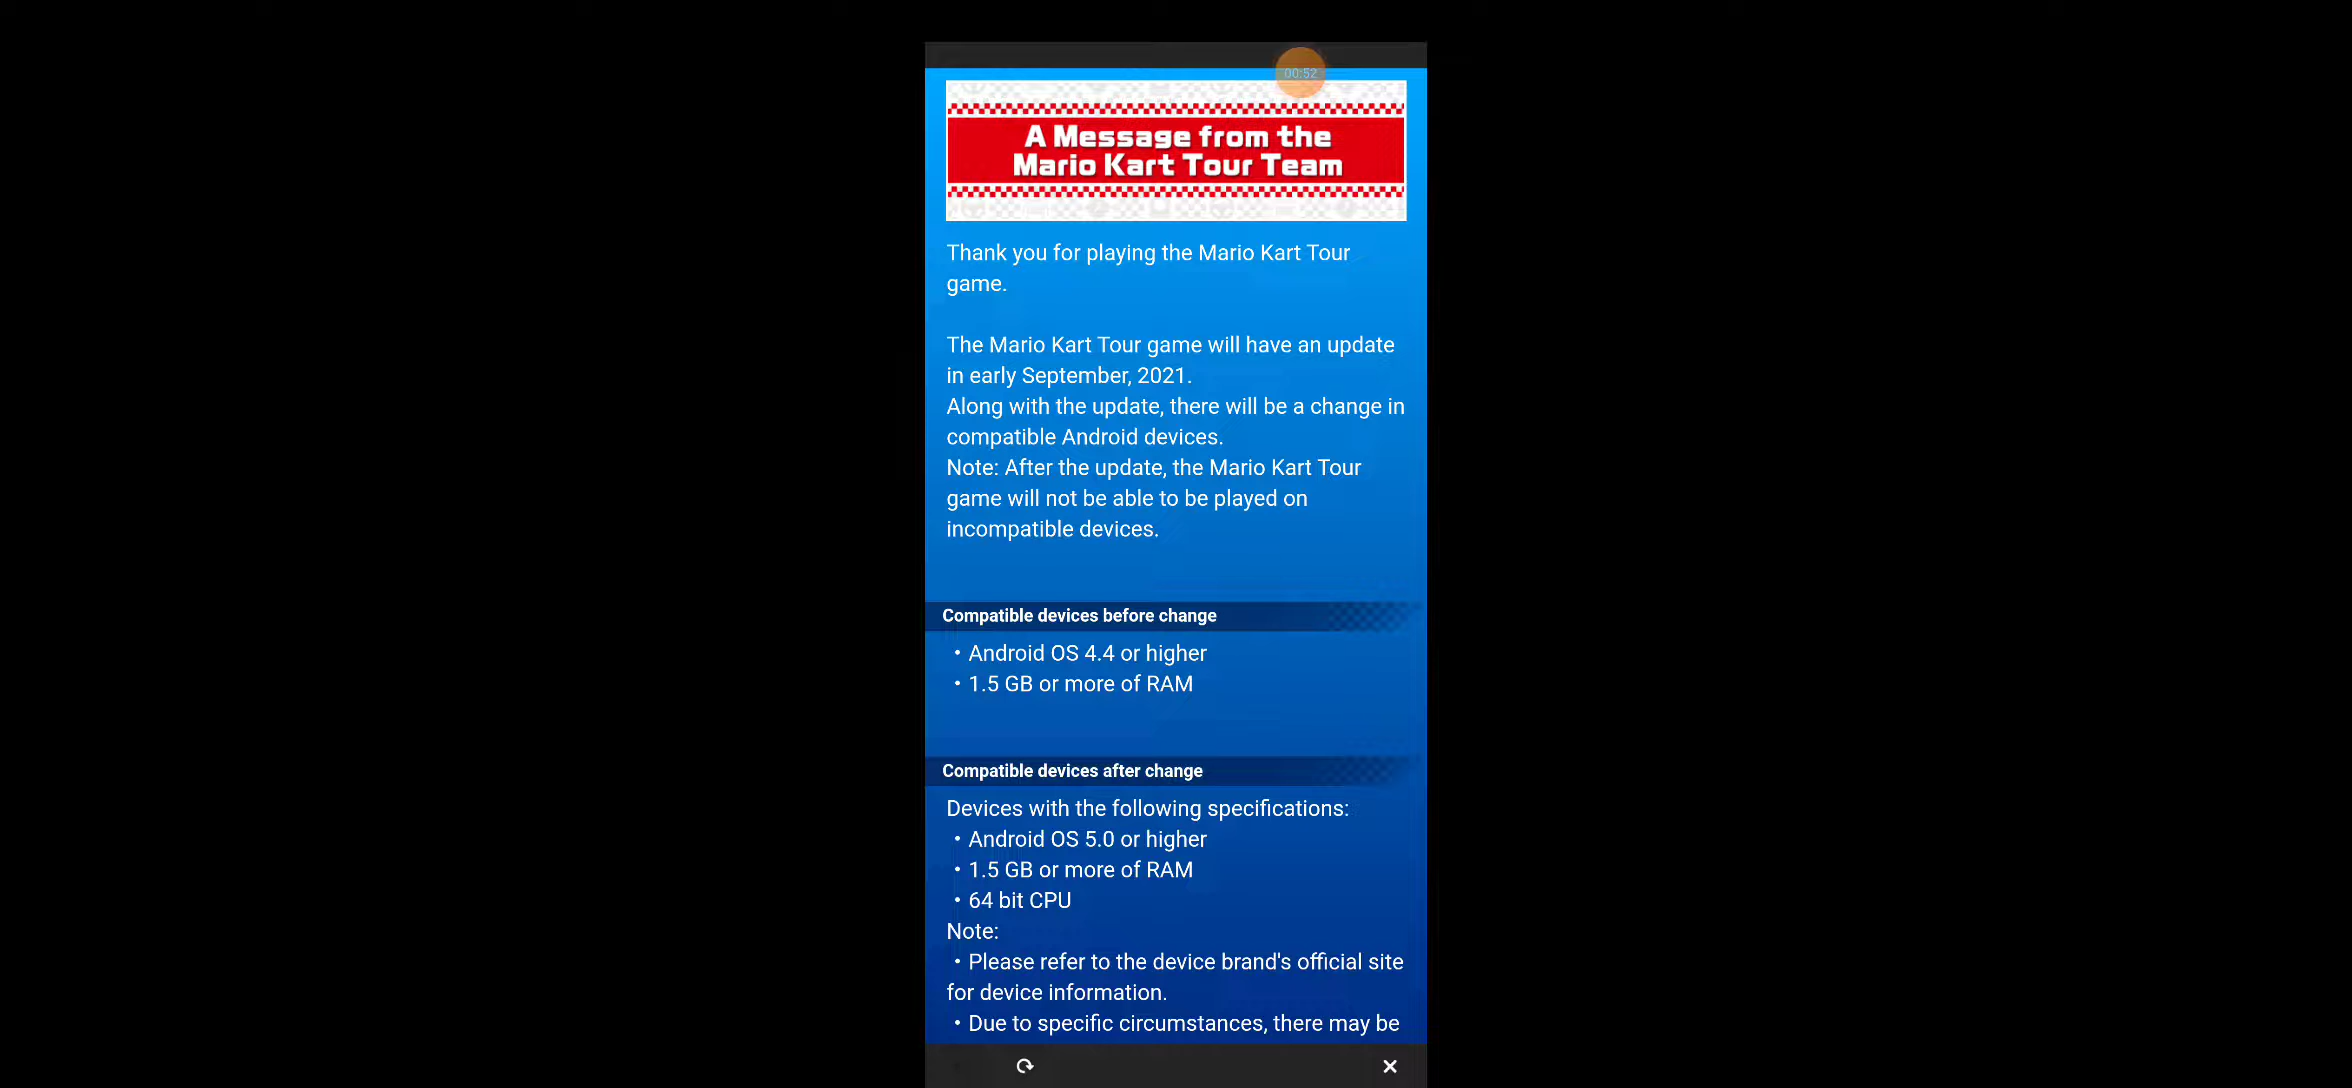 00:52
A Message from the
Mario Kart Tour Team
Thank you for playing the Mario Kart Tour
game.
The Mario Kart Tour game will have an update
in early September, 2021.
Along with the update, there will be a change in
compatible Android devices.
Note: After the update, the Mario Kart Tour
game will not be able to be played on
incompatible devices.
Compatible devices before change
・Android OS 4.4 or higher
・1.5 GB or more of RAM
Compatible devices after change
Devices with the following specifications:
・Android OS 5.0 or higher
・1.5 GB or more of RAM
・64 bit CPU
Note:
・Please refer to the device brand's official site
for device information.
・Due to specific circumstances, there may be